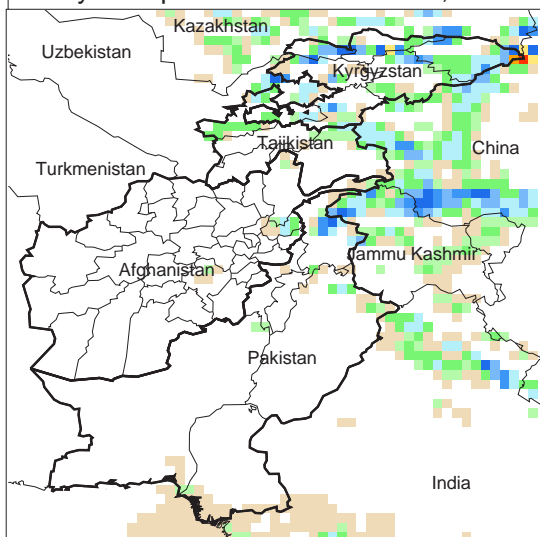 Kazakhstan
Uzbekistan
Kyrgyzstan
Tajikistan
China
Turkmenistan
Jammu Kashmir
Afghanistan
Pakistan
India